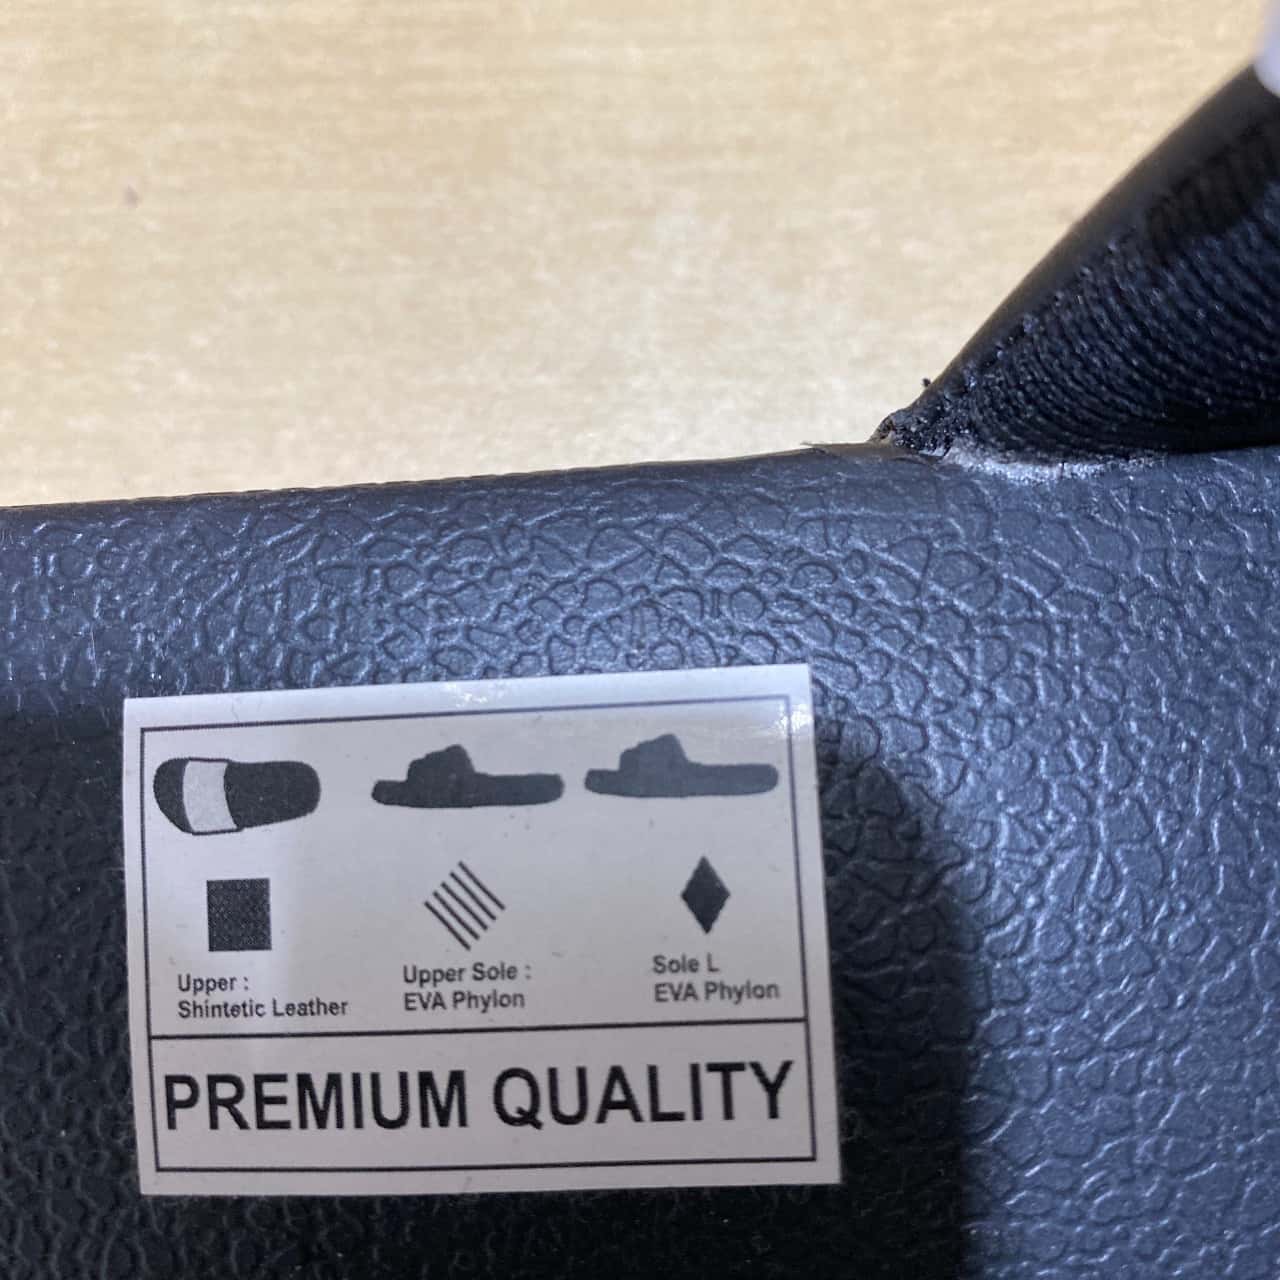 Upper :
Shintetic Leather
Upper Sole :
EVA Phylon
Sole L
EVA Phylon
PREMIUM QUALITY